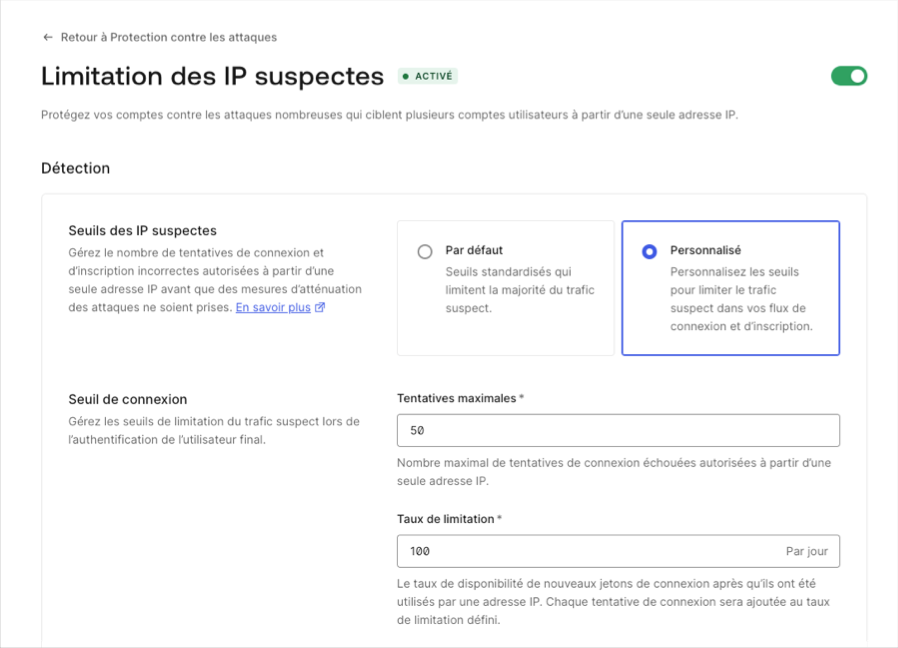 ← Retour à Protection contre les attaques
Limitation des IP suspectes
ACTIVÉ
Protégez vos comptes contre les attaques nombreuses qui ciblent plusieurs comptes utilisateurs à partir d'une seule adresse IP.
Détection
Seuils des IP suspectes
Gérez le nombre de tentatives de connexion et
d'inscription incorrectes autorisées à partir d'une
seule adresse IP avant que des mesures d'atténuation
des attaques ne soient prises. En savoir plus
Par défaut
Seuils standardisés qui
limitent la majorité du trafic
suspect.
Personnalisé
Personnalisez les seuils
pour limiter le trafic
suspect dans vos flux de
connexion et d'inscription.
Seuil de connexion
Gérez les seuils de limitation du trafic suspect lors de
l'authentification de l'utilisateur final.
Tentatives maximales *
50
Nombre maximal de tentatives de connexion échouées autorisées à partir d'une
seule adresse IP.
Taux de limitation *
100 Par jour
Le taux de disponibilité de nouveaux jetons de connexion après qu'ils ont été
utilisés par une adresse IP. Chaque tentative de connexion sera ajoutée au taux
de limitation défini.